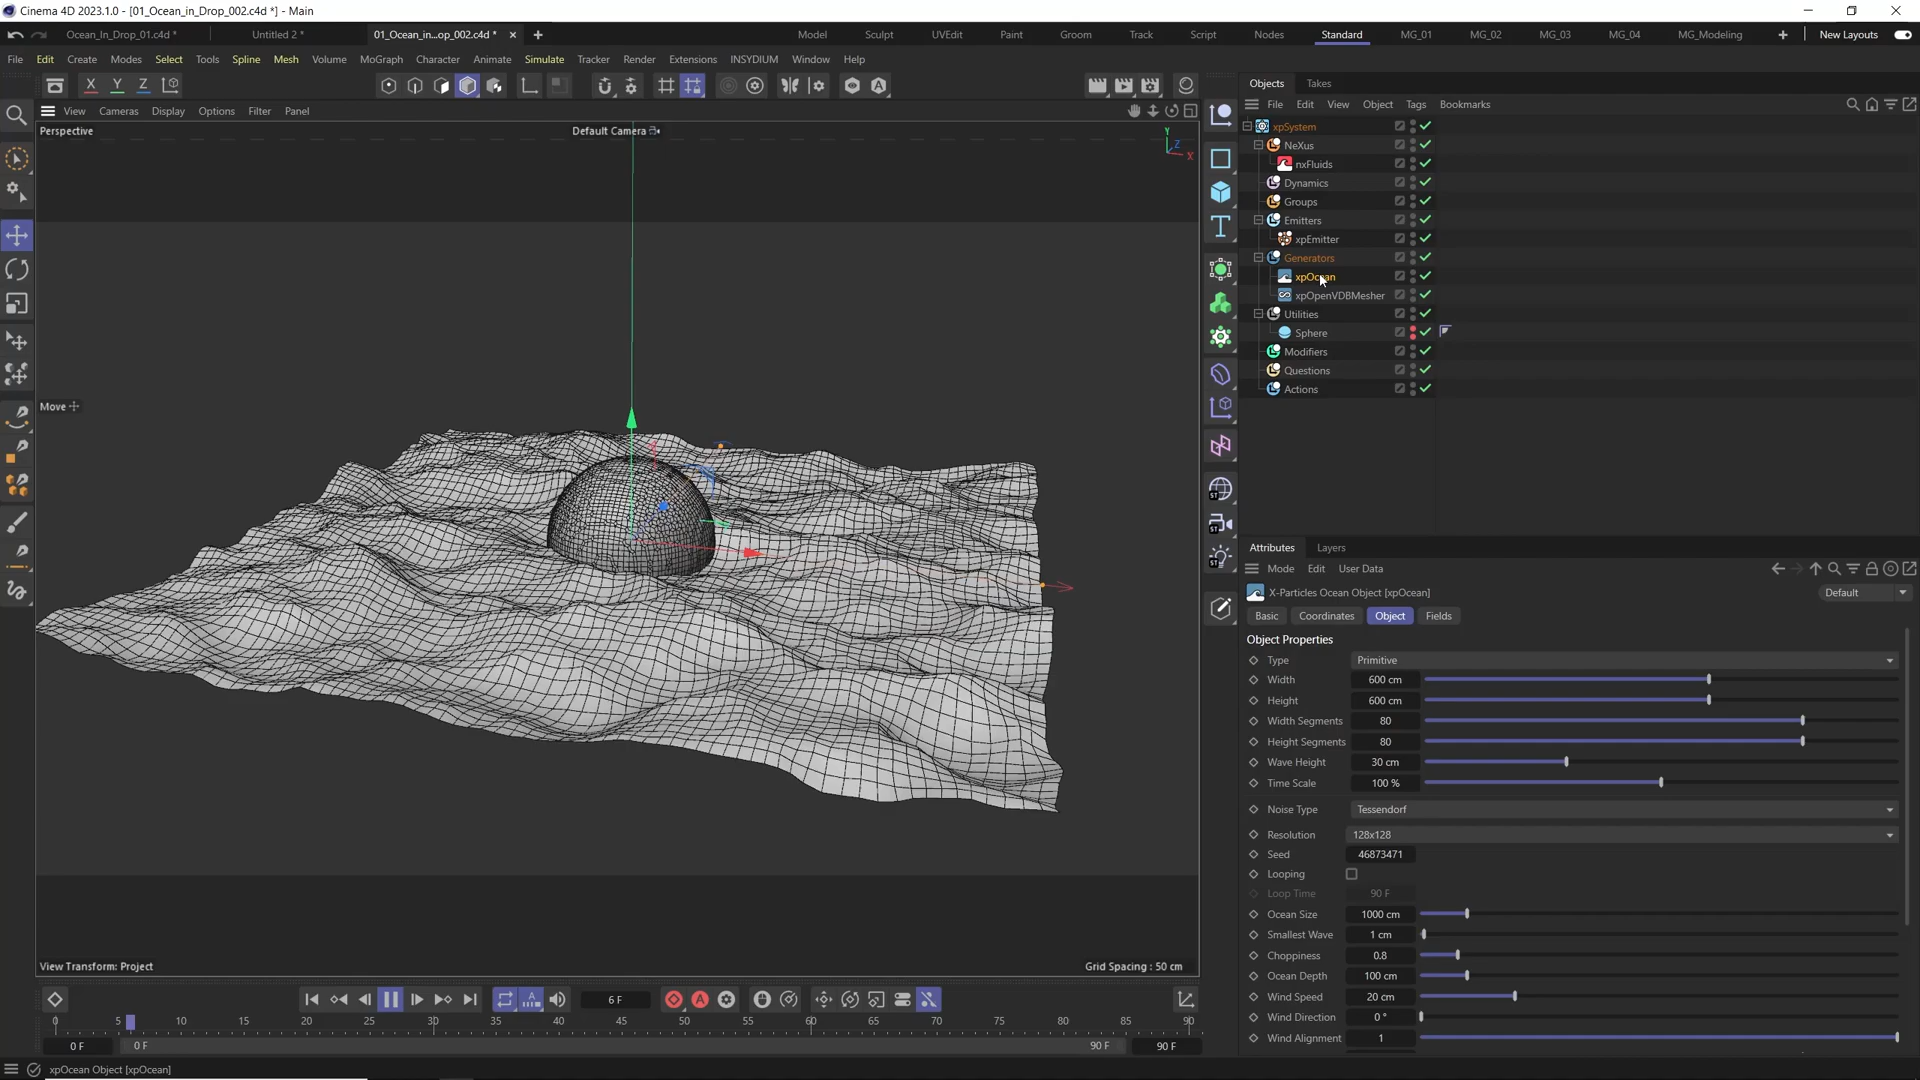 Cinema 4D 2023.1.0 - [01_Ocean_in_Drop_002.c4d *] - Main
Ocean_In_Drop_01.c4d *
Untitled 2 *
01_Ocean_in...op_002.c4d *
Model Sculpt UVEdit Paint Groom Track Script Nodes Standard MG_01 MG_02 MG_03 MG_04 MG_Modeling New Layouts
File Edit Create Modes Select Tools Spline Mesh Volume MoGraph Character Animate Simulate Tracker Render Extensions INSYDIUM Window Help
X Y Z
View Cameras Display Options Filter Panel
Perspective
Default Camera
Y
Z
X
Move
View Transform: Project
Grid Spacing : 50 cm
6 F
0 5 10 15 20 25 30 35 40 45 50 55 60 65 70 75 80 85 90
0 F
0 F
90 F
90 F
xpOcean Object [xpOcean]
Objects Takes
File Edit View Object Tags Bookmarks
xpSystem
NeXus
nxFluids
Dynamics
Groups
Emitters
xpEmitter
Generators
xpOcean
xpOpenVDBMesher
Utilities
Sphere
Modifiers
Questions
Actions
ST
ST
ST
Attributes Layers
Mode Edit User Data
X-Particles Ocean Object [xpOcean]
Default
Basic Coordinates Object Fields
Object Properties
Type Primitive
Width 600 cm
Height 600 cm
Width Segments 80
Height Segments 80
Wave Height 30 cm
Time Scale 100 %
Noise Type Tessendorf
Resolution 128x128
Seed 46873471
Looping
Loop Time 90 F
Ocean Size 1000 cm
Smallest Wave 1 cm
Choppiness 0.8
Ocean Depth 100 cm
Wind Speed 20 cm
Wind Direction 0 °
Wind Alignment 1